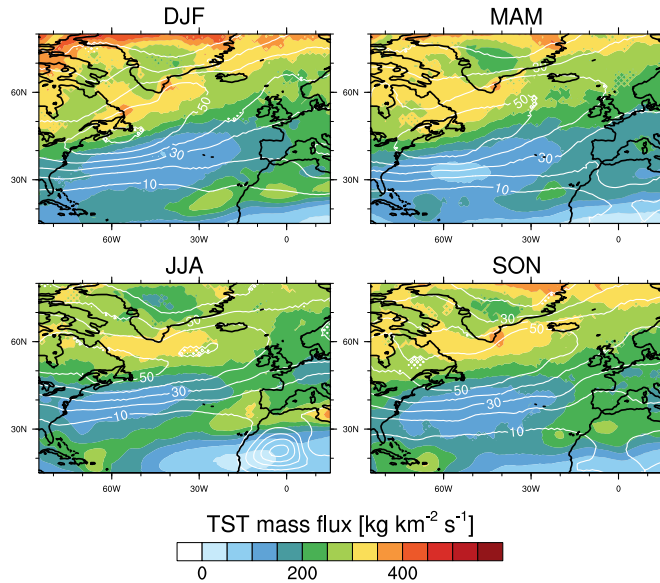 DJF MAM
60N 50 60N 50 30
30 30
30N 10 30N 10
60W 30W 0 60W 30W 0
JJA SON
30 30
60N 60N 50
50 50
30 30
10 10
30N 30N
60W 30W 0 60W 30W 0
TST mass flux [kg km⁻² s⁻¹]
0 200 400